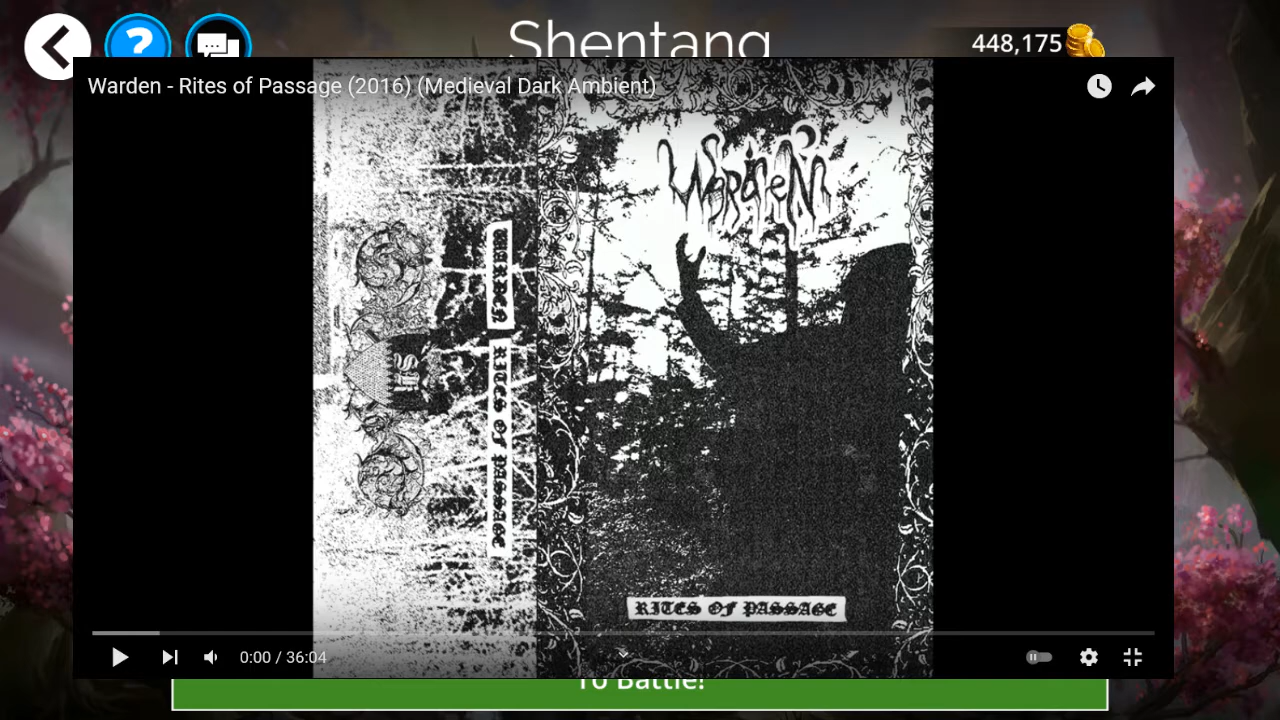 Shentang
448,175
Warden - Rites of Passage (2016) (Medieval Dark Ambient)
WARDEN
WARDEN
RITES OF PASSAGE
RITES OF PASSAGE
0:00 / 36:04
To Battle!